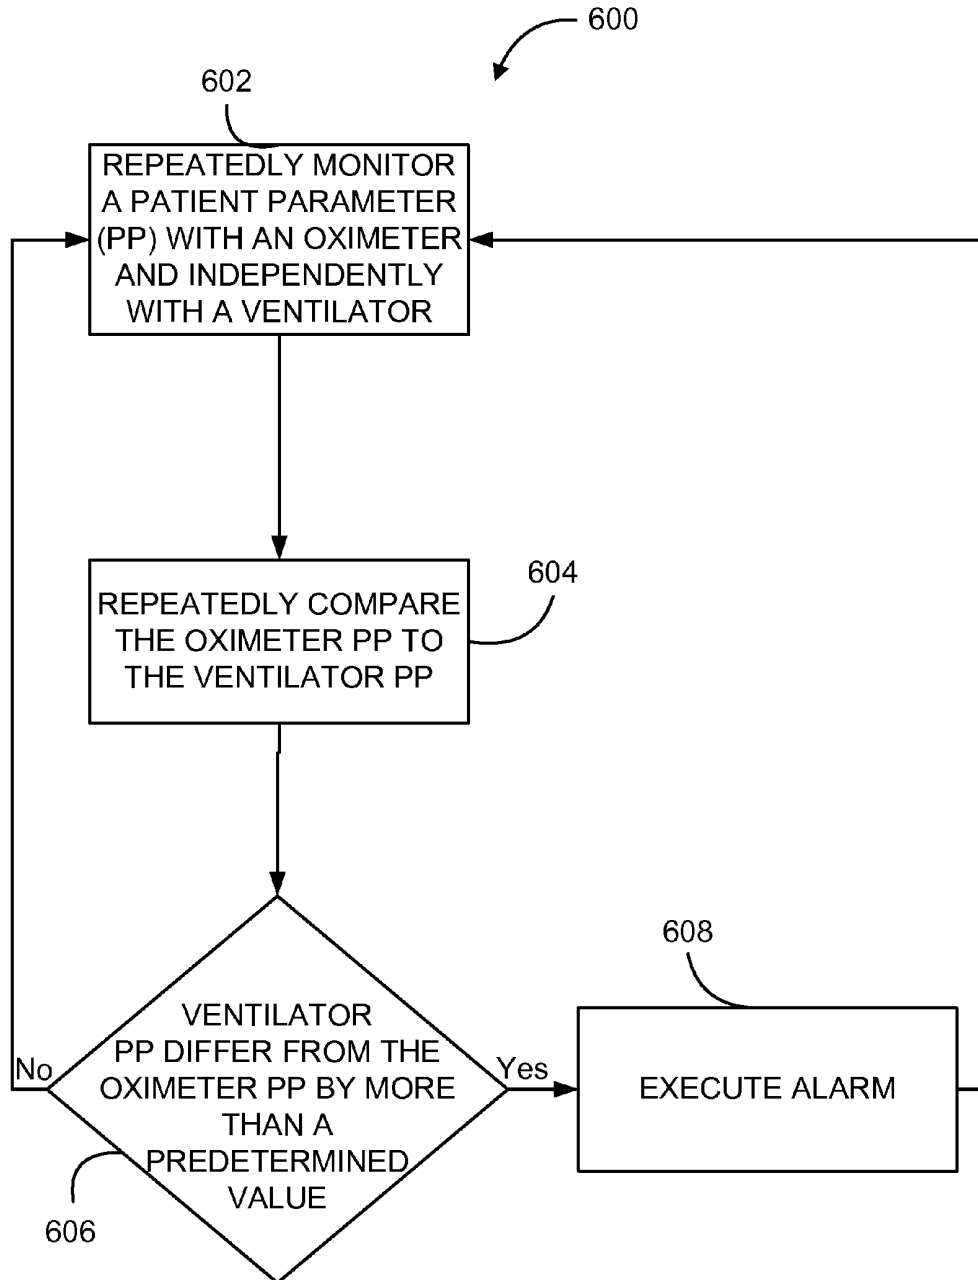 600
602
REPEATEDLY MONITOR
A PATIENT PARAMETER
(PP) WITH AN OXIMETER
AND INDEPENDENTLY
WITH A VENTILATOR
604
REPEATEDLY COMPARE
THE OXIMETER PP TO
THE VENTILATOR PP
608
VENTILATOR
PP DIFFER FROM THE
OXIMETER PP BY MORE
THAN A
PREDETERMINED
VALUE
No
Yes
EXECUTE ALARM
606